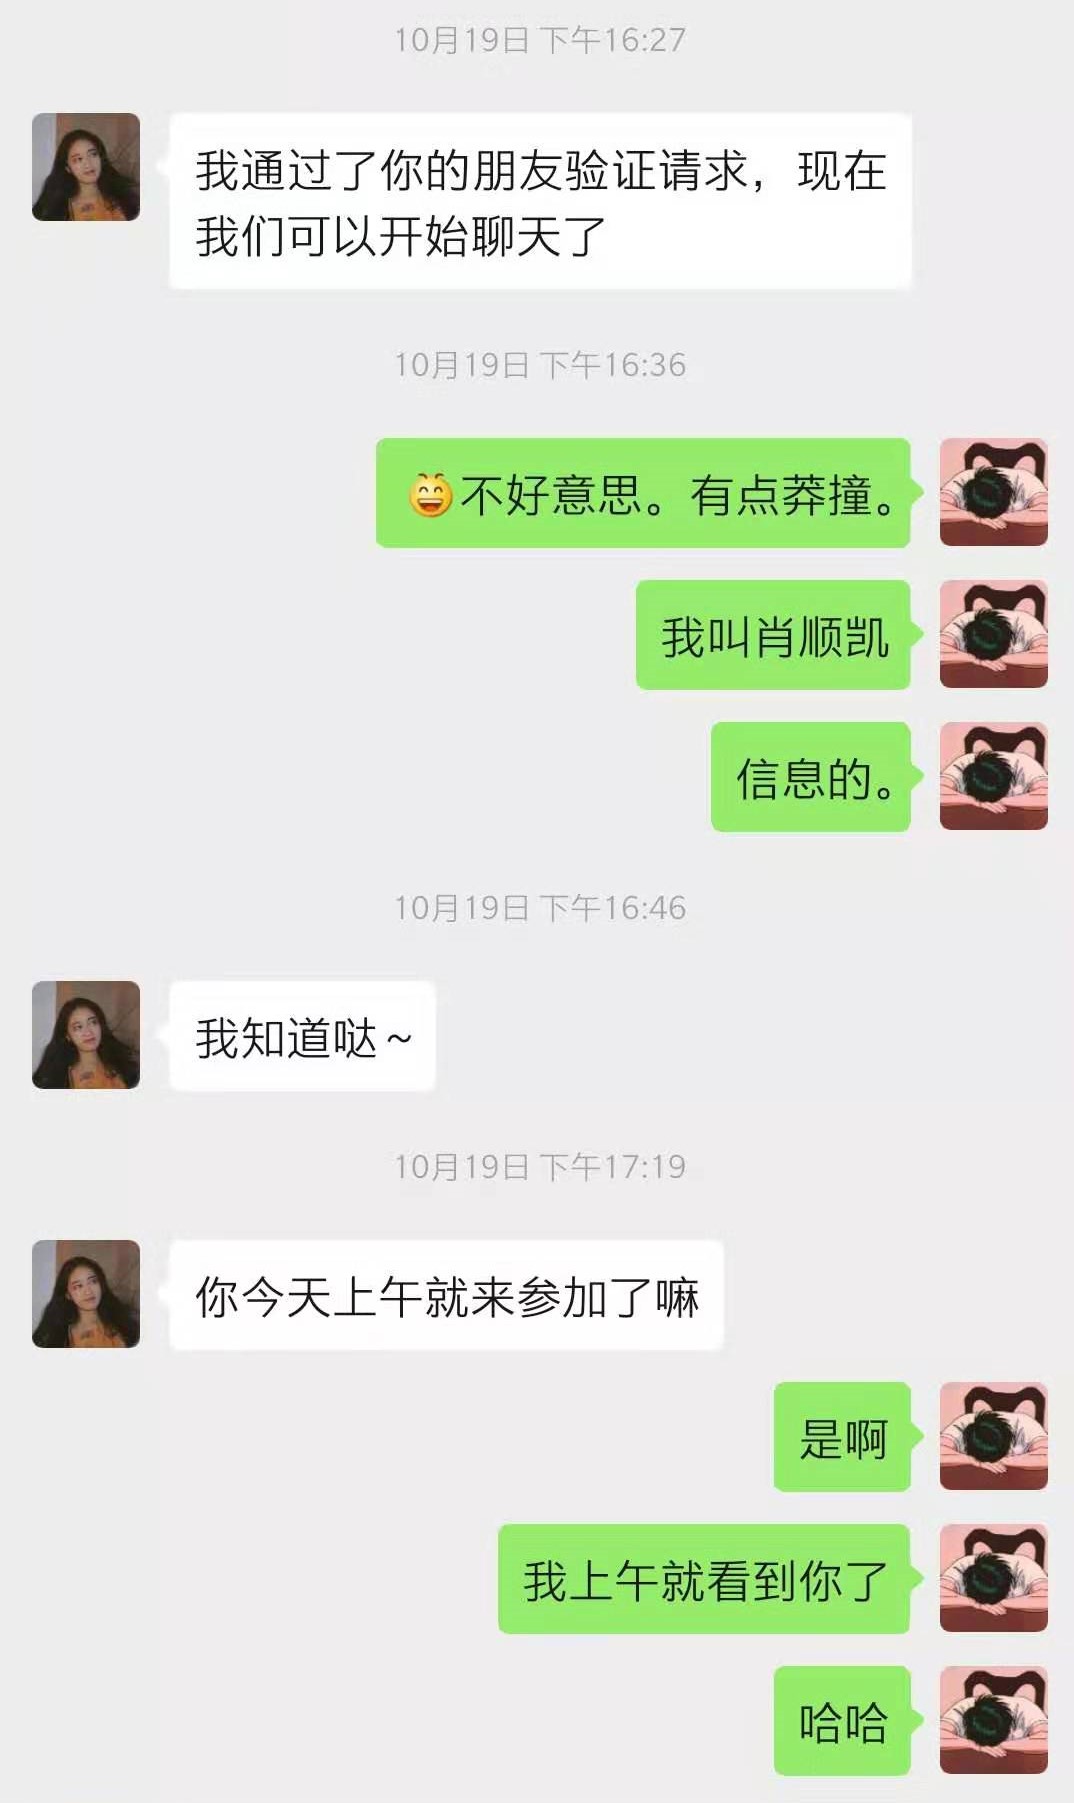 10月19日 下午16:27
我通过了你的朋友验证请求，现在
我们可以开始聊天了
10月19日 下午16:36
😄不好意思。有点莽撞。
我叫肖顺凯
信息的。
10月19日 下午16:46
我知道哒～
10月19日 下午17:19
你今天上午就来参加了嘛
是啊
我上午就看到你了
哈哈